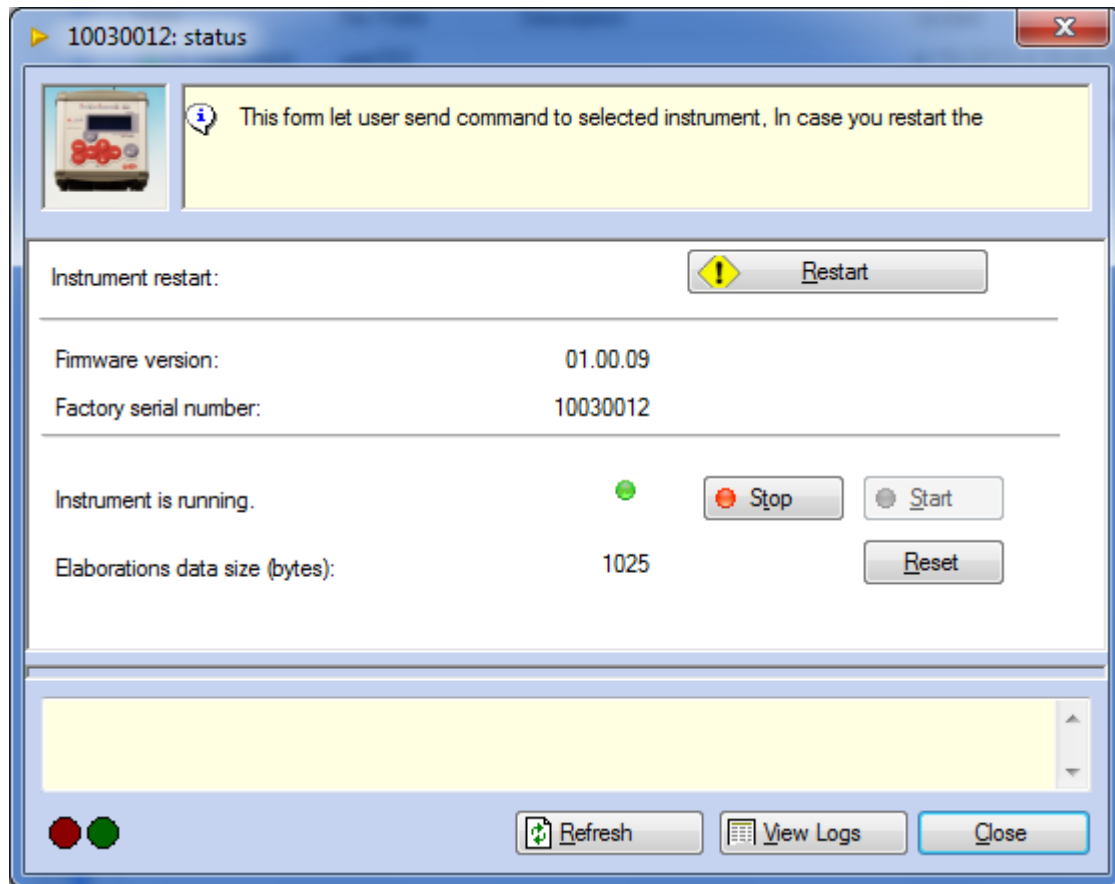 10030012: status
This form let user send command to selected instrument, In case you restart the
Instrument restart:
Restart
Firmware version: 01.00.09
Factory serial number: 10030012
Instrument is running.
Stop
Start
Elaborations data size (bytes): 1025
Reset
Refresh
View Logs
Close